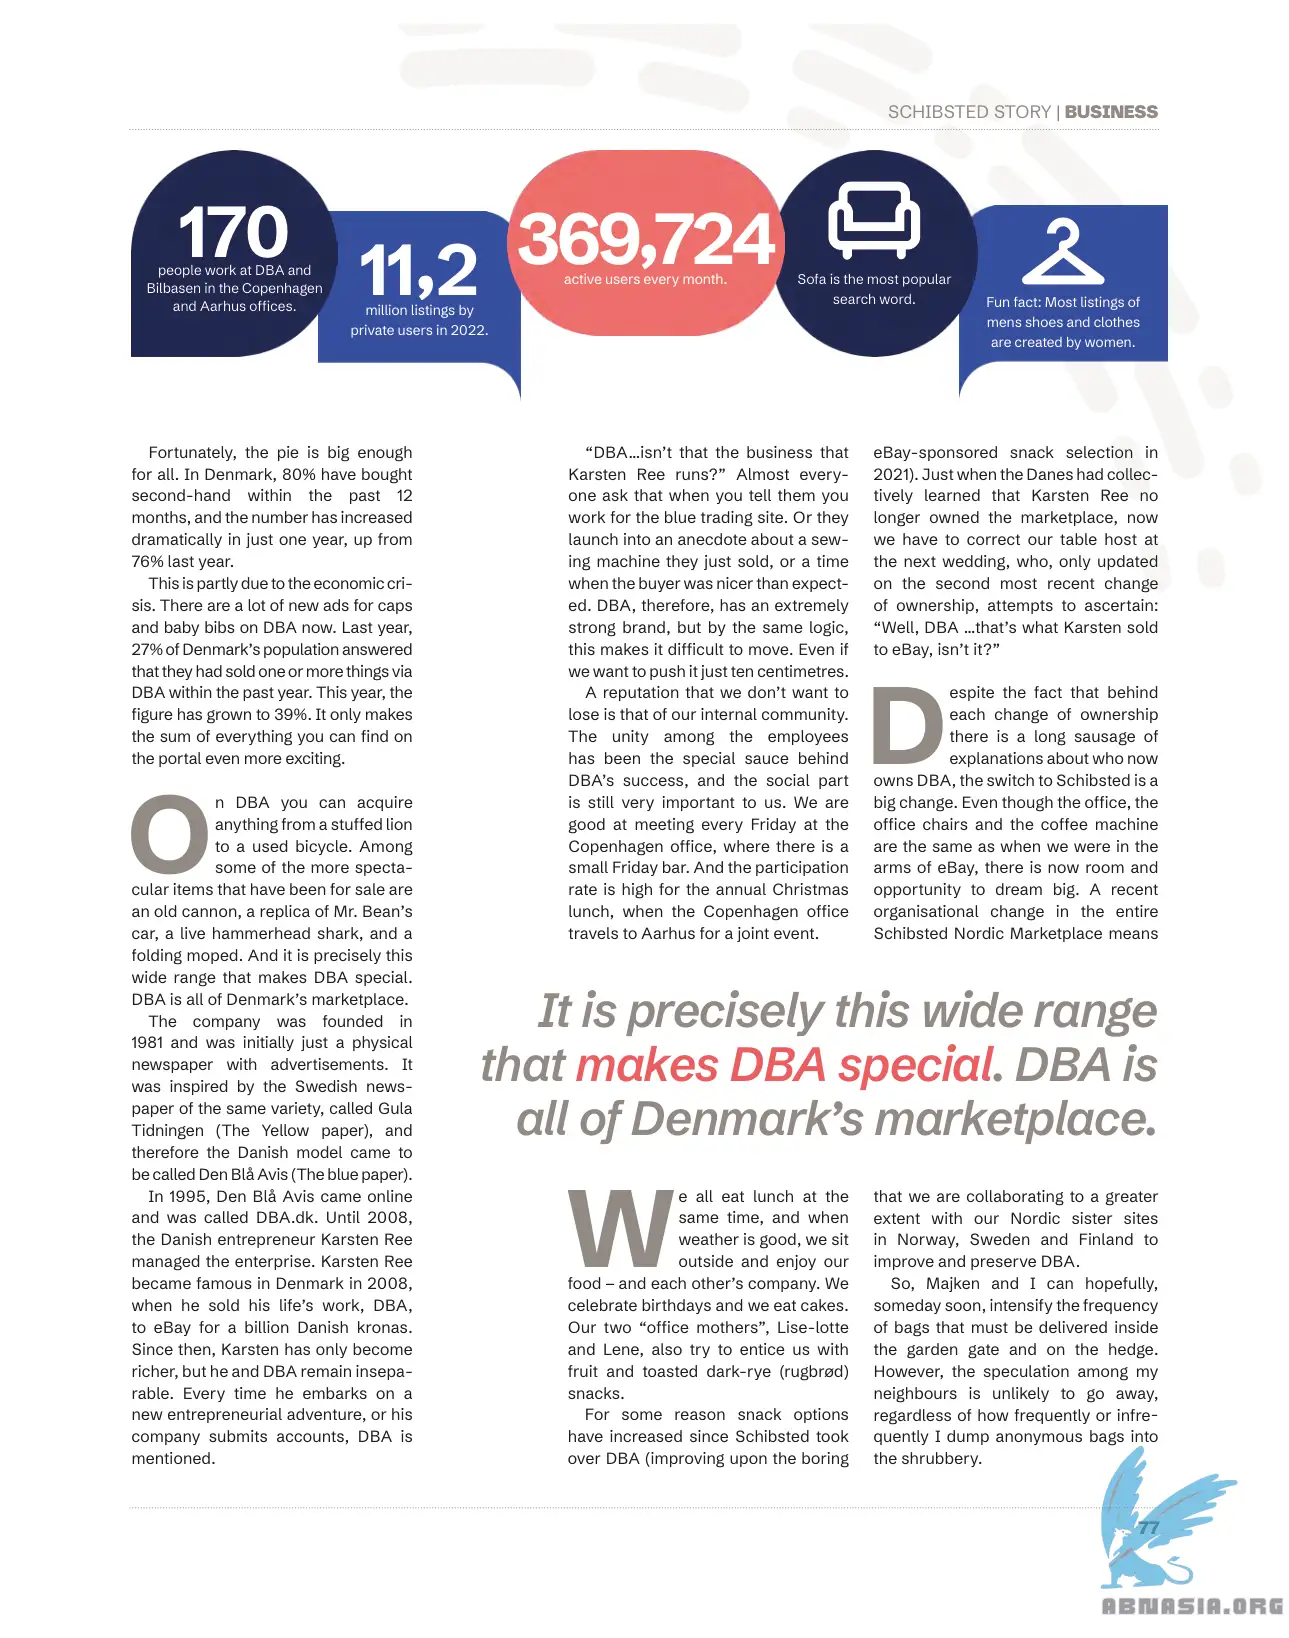 SCHIBSTED STORY | BUSINESS
170
people work at DBA and
Bilbasen in the Copenhagen
and Aarhus offices.
11,2
million listings by
private users in 2022.
369,724
active users every month.
Sofa is the most popular
search word.
Fun fact: Most listings of
mens shoes and clothes
are created by women.
Fortunately, the pie is big enough
for all. In Denmark, 80% have bought
second-hand within the past 12
months, and the number has increased
dramatically in just one year, up from
76% last year.
This is partly due to the economic cri-
sis. There are a lot of new ads for caps
and baby bibs on DBA now. Last year,
27% of Denmark's population answered
that they had sold one or more things via
DBA within the past year. This year, the
figure has grown to 39%. It only makes
the sum of everything you can find on
the portal even more exciting.
On DBA you can acquire
anything from a stuffed lion
to a used bicycle. Among
some of the more specta-
cular items that have been for sale are
an old cannon, a replica of Mr. Bean's
car, a live hammerhead shark, and a
folding moped. And it is precisely this
wide range that makes DBA special.
DBA is all of Denmark's marketplace.
The company was founded in
1981 and was initially just a physical
newspaper with advertisements. It
was inspired by the Swedish news-
paper of the same variety, called Gula
Tidningen (The Yellow paper), and
therefore the Danish model came to
be called Den Blå Avis (The blue paper).
In 1995, Den Blå Avis came online
and was called DBA.dk. Until 2008,
the Danish entrepreneur Karsten Ree
managed the enterprise. Karsten Ree
became famous in Denmark in 2008,
when he sold his life's work, DBA,
to eBay for a billion Danish kronas.
Since then, Karsten has only become
richer, but he and DBA remain insepa-
rable. Every time he embarks on a
new entrepreneurial adventure, or his
company submits accounts, DBA is
mentioned.
“DBA...isn't that the business that
Karsten Ree runs?” Almost every-
one ask that when you tell them you
work for the blue trading site. Or they
launch into an anecdote about a sew-
ing machine they just sold, or a time
when the buyer was nicer than expect-
ed. DBA, therefore, has an extremely
strong brand, but by the same logic,
this makes it difficult to move. Even if
we want to push it just ten centimetres.
A reputation that we don't want to
lose is that of our internal community.
The unity among the employees
has been the special sauce behind
DBA's success, and the social part
is still very important to us. We are
good at meeting every Friday at the
Copenhagen office, where there is a
small Friday bar. And the participation
rate is high for the annual Christmas
lunch, when the Copenhagen office
travels to Aarhus for a joint event.
We all eat lunch at the
same time, and when
weather is good, we sit
outside and enjoy our
food – and each other's company. We
celebrate birthdays and we eat cakes.
Our two “office mothers”, Lise-lotte
and Lene, also try to entice us with
fruit and toasted dark-rye (rugbrød)
snacks.
For some reason snack options
have increased since Schibsted took
over DBA (improving upon the boring
eBay-sponsored snack selection in
2021). Just when the Danes had collec-
tively learned that Karsten Ree no
longer owned the marketplace, now
we have to correct our table host at
the next wedding, who, only updated
on the second most recent change
of ownership, attempts to ascertain:
“Well, DBA ...that's what Karsten sold
to eBay, isn't it?”
Despite the fact that behind
each change of ownership
there is a long sausage of
explanations about who now
owns DBA, the switch to Schibsted is a
big change. Even though the office, the
office chairs and the coffee machine
are the same as when we were in the
arms of eBay, there is now room and
opportunity to dream big. A recent
organisational change in the entire
Schibsted Nordic Marketplace means
that we are collaborating to a greater
extent with our Nordic sister sites
in Norway, Sweden and Finland to
improve and preserve DBA.
So, Majken and I can hopefully,
someday soon, intensify the frequency
of bags that must be delivered inside
the garden gate and on the hedge.
However, the speculation among my
neighbours is unlikely to go away,
regardless of how frequently or infre-
quently I dump anonymous bags into
the shrubbery.
It is precisely this wide range
that makes DBA special. DBA is
all of Denmark's marketplace.
77
ABNASIA.ORG